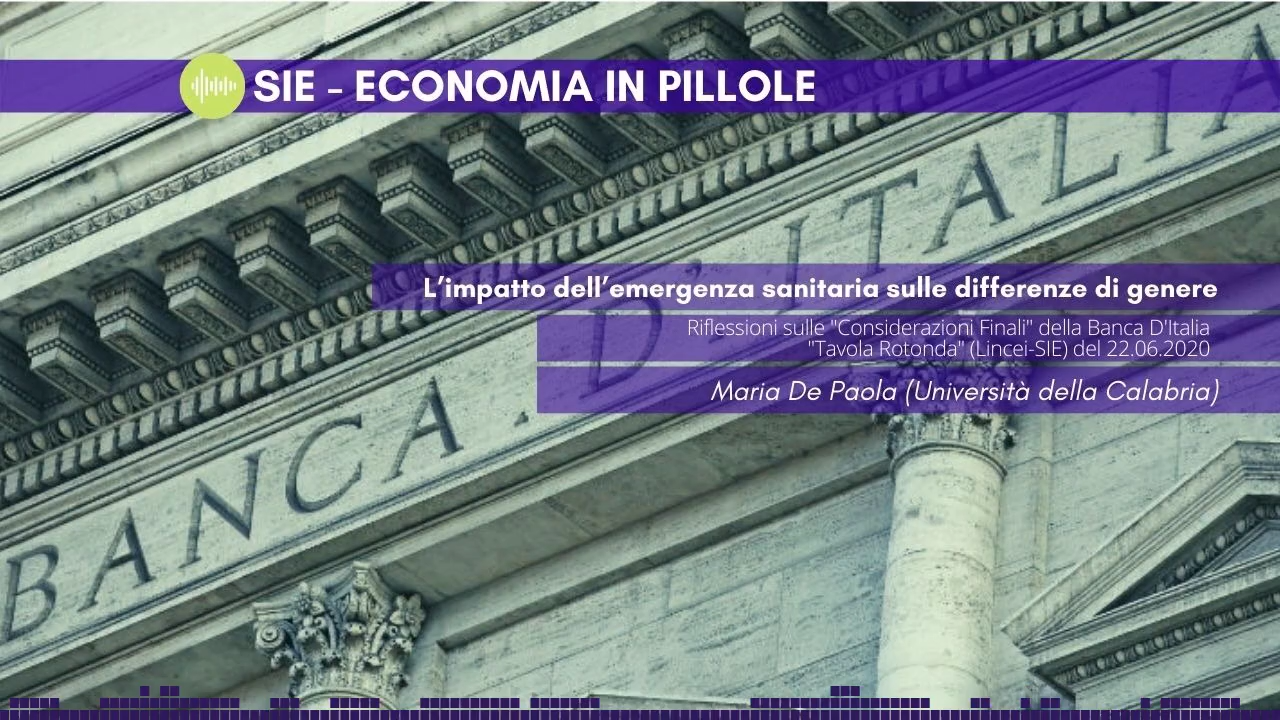 SIE - ECONOMIA IN PILLOLE
L'impatto dell'emergenza sanitaria sulle differenze di genere
Riflessioni sulle "Considerazioni Finali" della Banca D'Italia
"Tavola Rotonda" (Lincei-SIE) del 22.06.2020
Maria De Paola (Università della Calabria)
BANCA . D'ITALIA